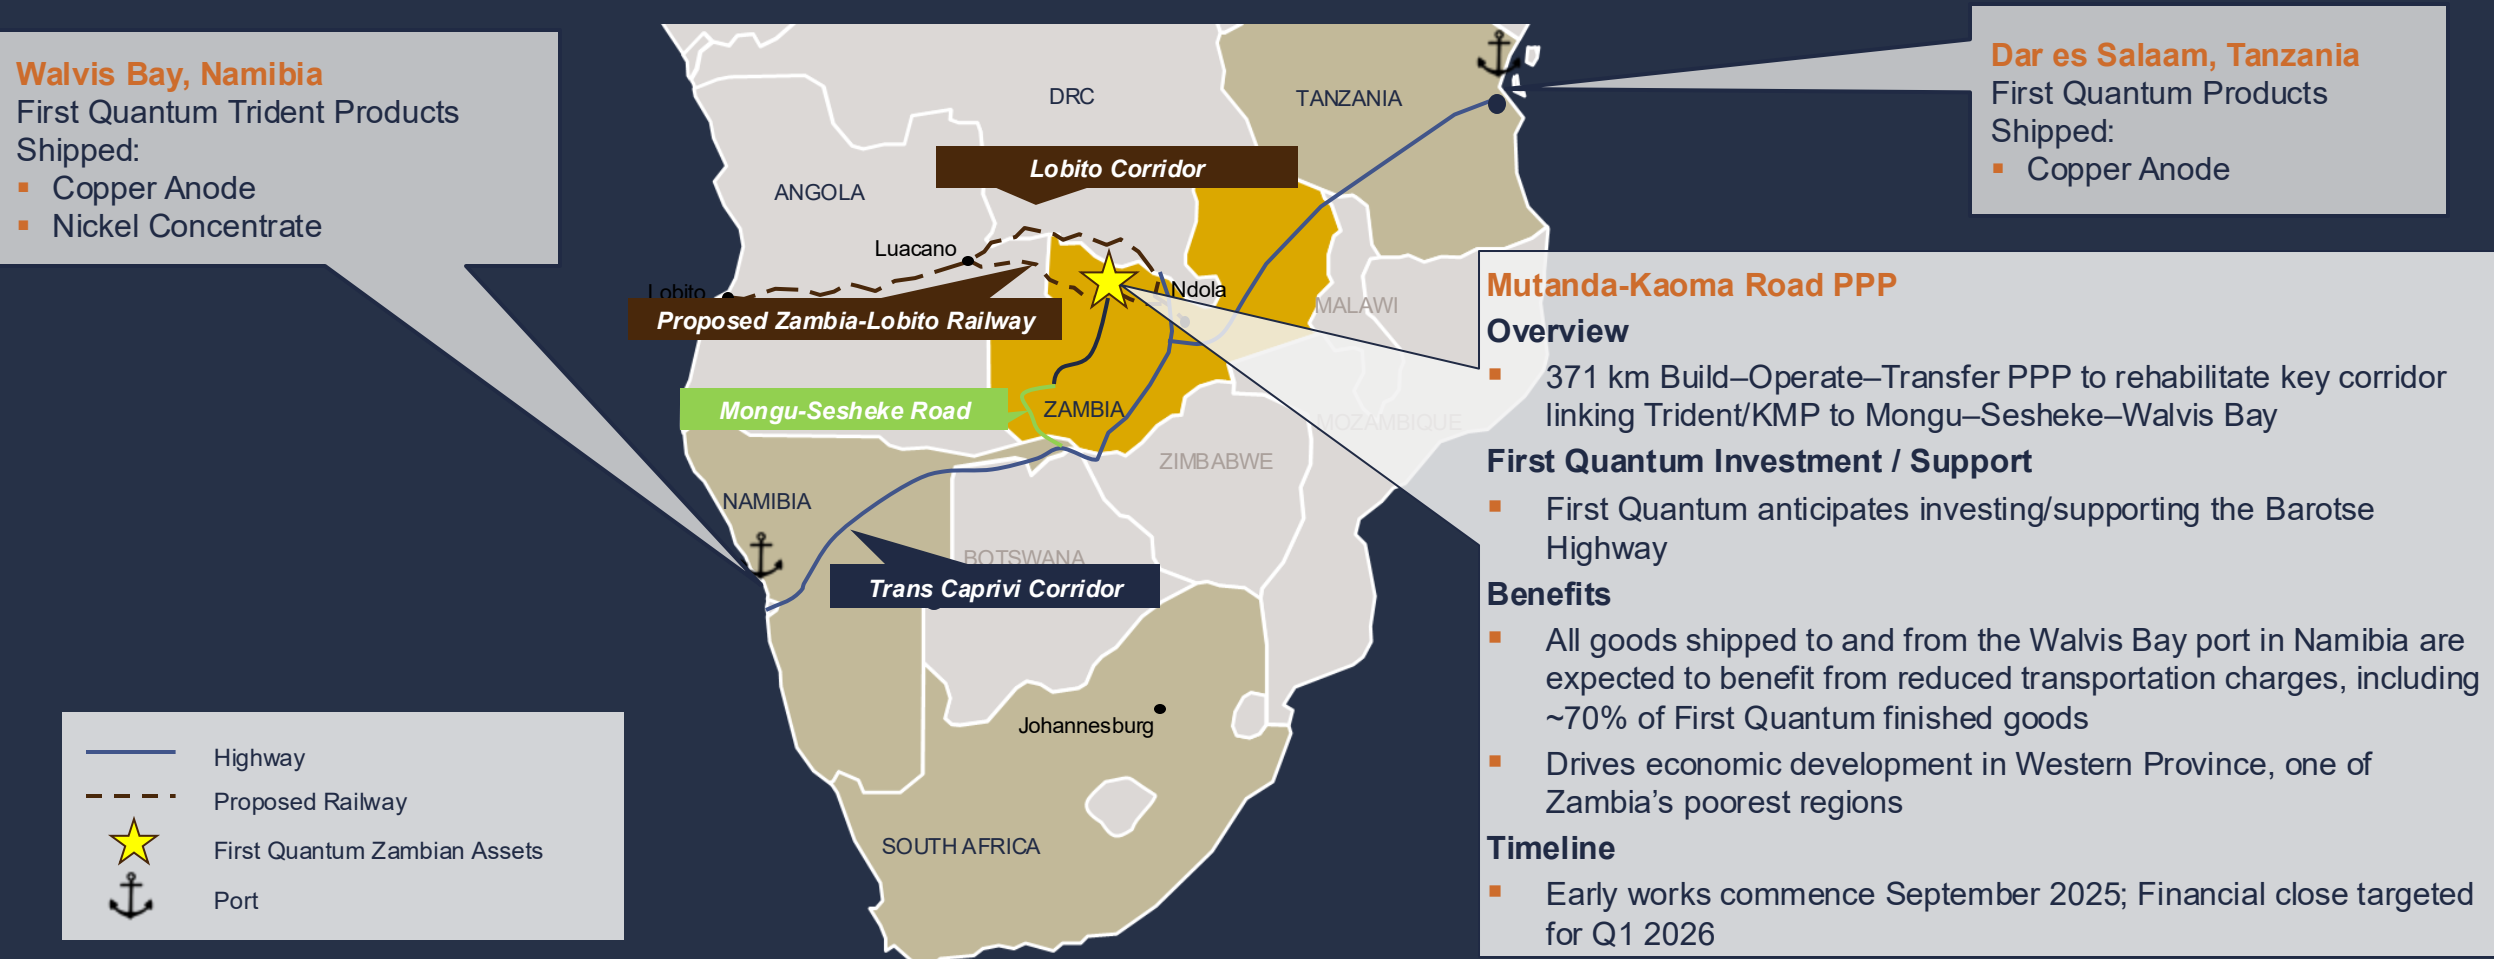 Walvis Bay, Namibia
First Quantum Trident Products
Shipped:
▪ Copper Anode
▪ Nickel Concentrate
Dar es Salaam, Tanzania
First Quantum Products
Shipped:
▪ Copper Anode
DRC
TANZANIA
Lobito Corridor
ANGOLA
Luacano
Lobito
Ndola
MALAWI
Proposed Zambia-Lobito Railway
Mongu-Sesheke Road
ZAMBIA
MOZAMBIQUE
ZIMBABWE
NAMIBIA
BOTSWANA
Trans Caprivi Corridor
Johannesburg
SOUTH AFRICA
Mutanda-Kaoma Road PPP
Overview
▪ 371 km Build–Operate–Transfer PPP to rehabilitate key corridor
linking Trident/KMP to Mongu–Sesheke–Walvis Bay
First Quantum Investment / Support
▪ First Quantum anticipates investing/supporting the Barotse
Highway
Benefits
▪ All goods shipped to and from the Walvis Bay port in Namibia are
expected to benefit from reduced transportation charges, including
~70% of First Quantum finished goods
▪ Drives economic development in Western Province, one of
Zambia’s poorest regions
Timeline
▪ Early works commence September 2025; Financial close targeted
for Q1 2026
Highway
Proposed Railway
First Quantum Zambian Assets
Port